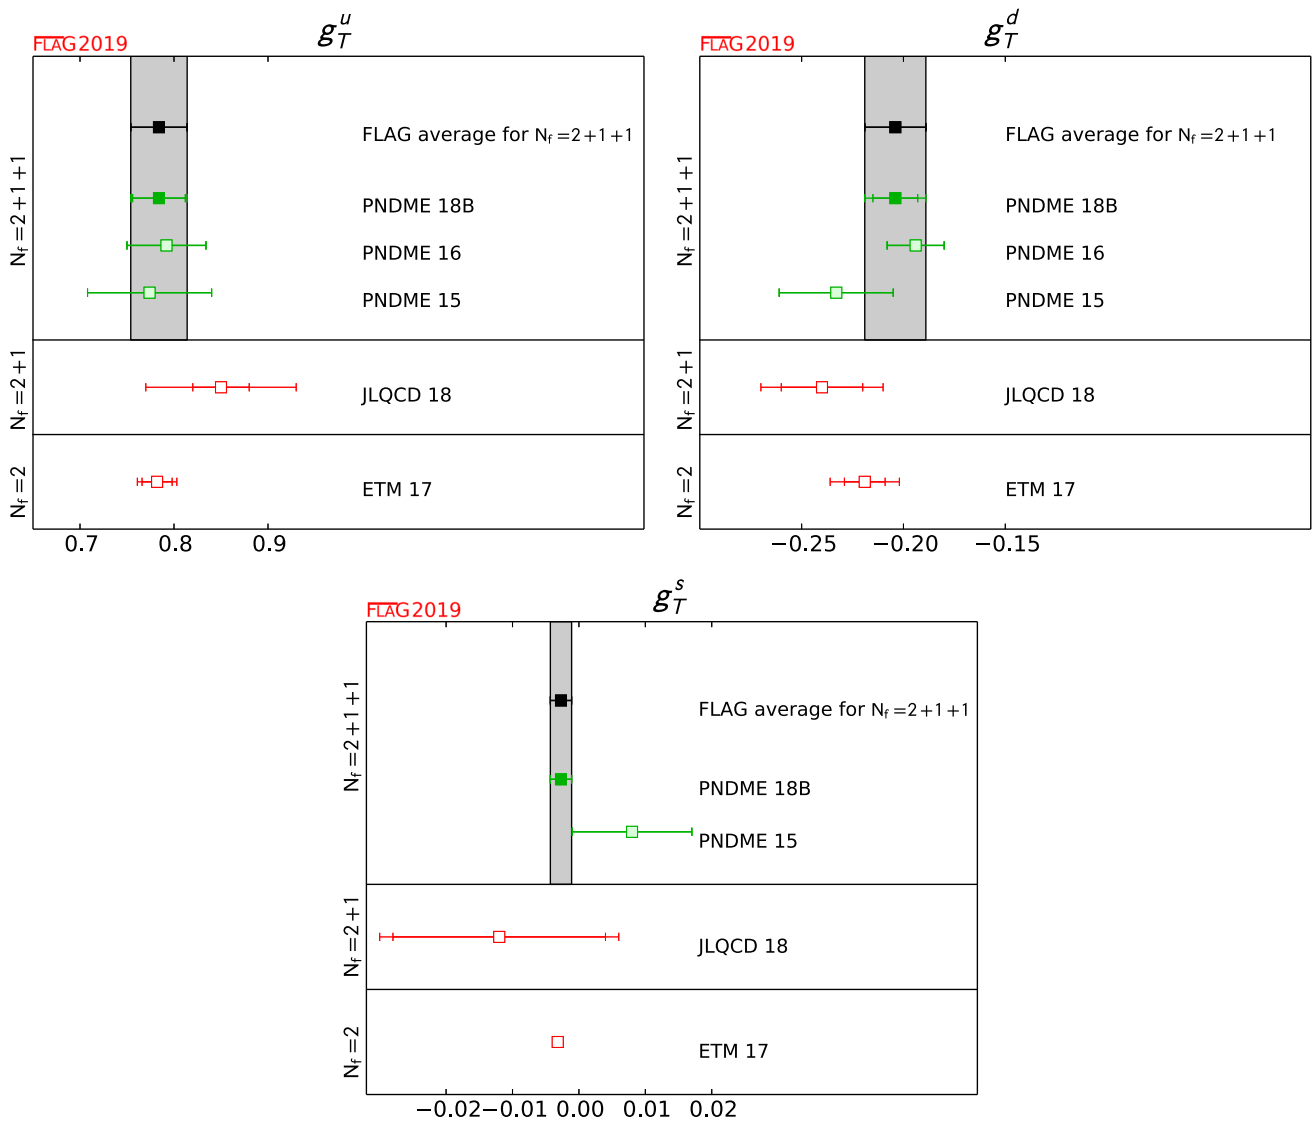 FLAG2019
g_T^u
N_f=2+1+1
FLAG average for N_f=2+1+1
PNDME 18B
PNDME 16
PNDME 15
N_f=2+1
JLQCD 18
N_f=2
ETM 17
0.7 0.8 0.9
FLAG2019
g_T^d
N_f=2+1+1
FLAG average for N_f=2+1+1
PNDME 18B
PNDME 16
PNDME 15
N_f=2+1
JLQCD 18
N_f=2
ETM 17
−0.25 −0.20 −0.15
FLAG2019
g_T^s
N_f=2+1+1
FLAG average for N_f=2+1+1
PNDME 18B
PNDME 15
N_f=2+1
JLQCD 18
N_f=2
ETM 17
−0.02 −0.01 0.00 0.01 0.02